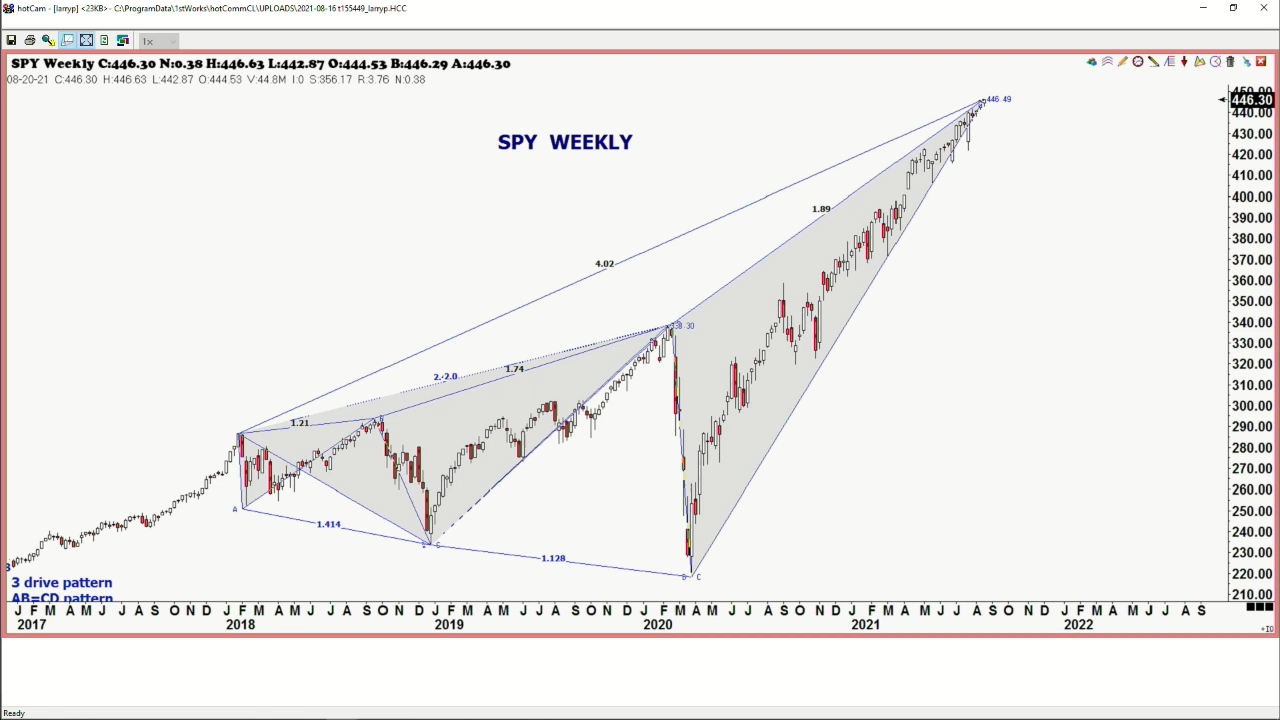 hotCam - [larryp] <23KB> - C:\ProgramData\1stWorks\hotCommCL\UPLOADS\2021-08-16 t155449_larryp.HCC
1x
SPY Weekly C:446.30 N:0.38 H:446.63 L:442.87 O:444.53 B:446.29 A:446.30
08-20-21 C:446.30 H:446.63 L:442.87 O:444.53 V:44.8M I:0 S:356.17 R:3.76 N:0.38
SPY WEEKLY
446.49
450.00
446.30
440.00
430.00
420.00
410.00
400.00
390.00
380.00
370.00
360.00
350.00
340.00
330.00
320.00
310.00
300.00
290.00
280.00
270.00
260.00
250.00
240.00
230.00
220.00
210.00
1.89
4.02
1.74
1.21
A
1.414
1.128
C
3 drive pattern
AB=CD pattern
J F M A M J J A S O N D J F M A M J J A S O N D J F M A M J J A S O N D J F M A M J J A S O N D J F M A M J J A S O N D J F M A M J J A S
2017 2018 2019 2020 2021 2022
Ready